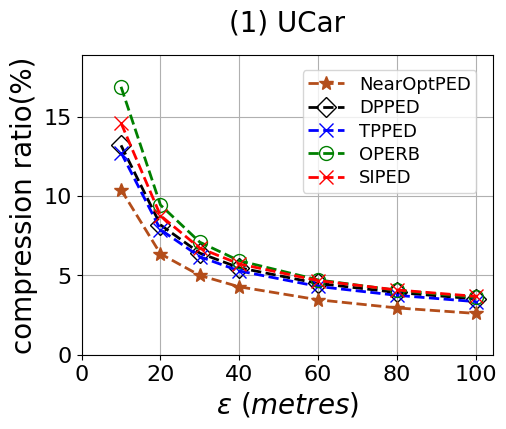 (1) UCar
compression ratio(%)
15
10
5
0
0 20 40 60 80 100
ε (metres)
NearOptPED
DPPED
TPPED
OPERB
SIPED